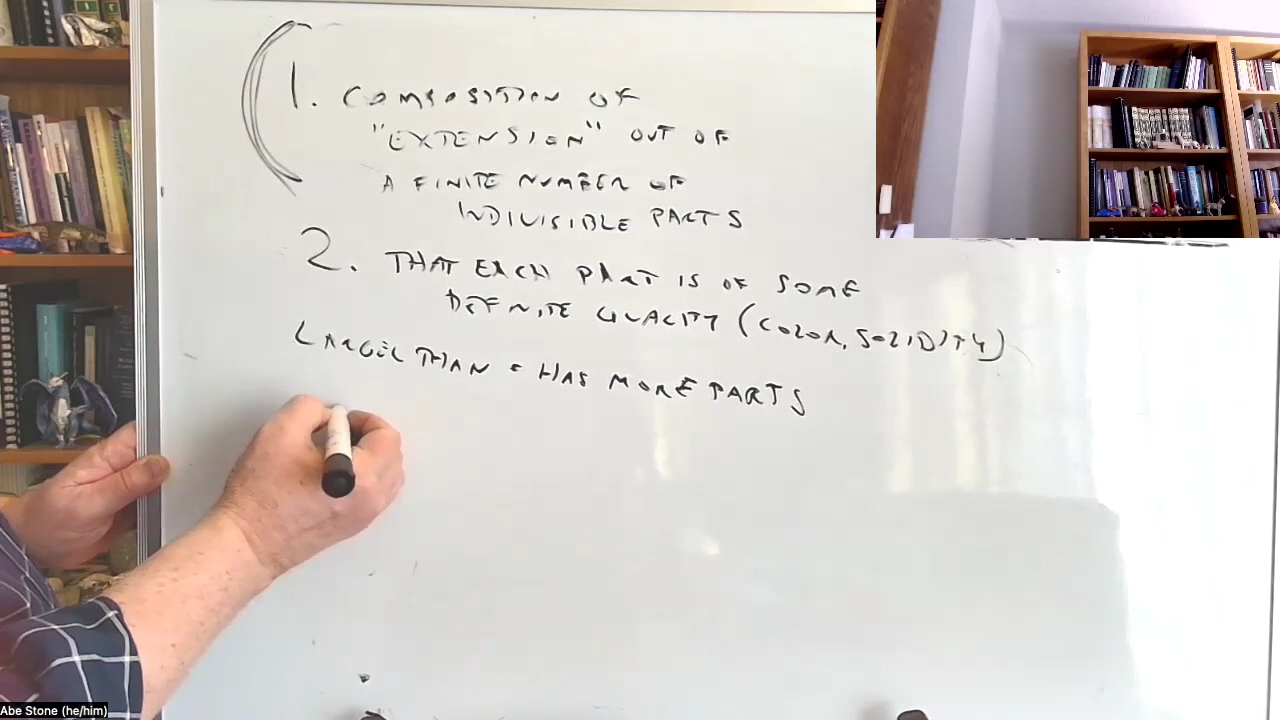 1. COMPOSITION OF
"EXTENSION" OUT OF
A FINITE NUMBER OF
INDIVISIBLE PARTS
2. THAT EACH PART IS OF SOME
DEFINITE QUALITY (COLOR, SOLIDITY)
LARGER THAN = HAS MORE PARTS
Abe Stone (he/him)